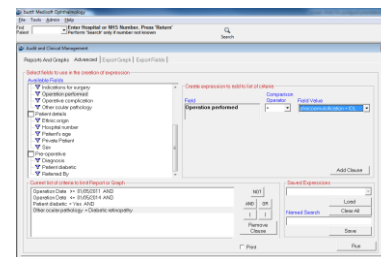 Medisoft Ophthalmology
File Tools Admin Help
Find Patient
Enter Hospital or NHS Number. Press 'Return'
Perform 'Search' only if number not known
Search
Audit and Clinical Management
Reports And Graphs Advanced Export Graph Export Fields
Select fields to use in the creation of expression
Available Fields
Indications for surgery
Operation performed
Operative complication
Other ocular pathology
Patient details
Ethnic origin
Hospital number
Patient's age
Private Patient
Sex
Pre-operative
Diagnosis
Patient diabetic
Referred By
Create expression to add to list of criteria
Field
Comparison Operator
Field Value
Operation performed
=
phacoemulsification + IOL
Add Clause
Current list of criteria to limit Report or Graph
Operation Date >= 01/05/2011 AND
Operation Date <= 01/05/2014 AND
Patient diabetic = Yes AND
Other ocular pathology = Diabetic retinopathy
NOT
AND OR
( )
Remove Clause
Saved Expressions
Load
Named Search
Clear All
Save
Print
Run